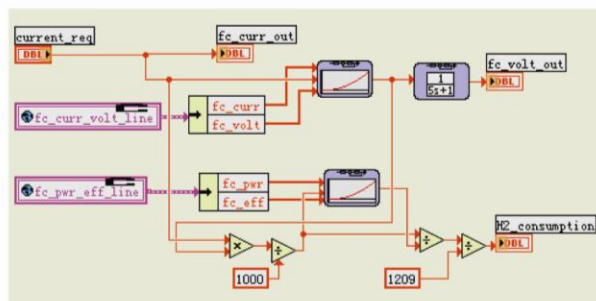 current_req
DBL
fc_curr_out
DBL
fc_curr_volt_line
fc_curr
fc_volt
1
5s+1
fc_volt_out
DBL
fc_pwr_eff_line
fc_pwr
fc_eff
×
÷
÷
÷
H2_consumption
DBL
1000
1209